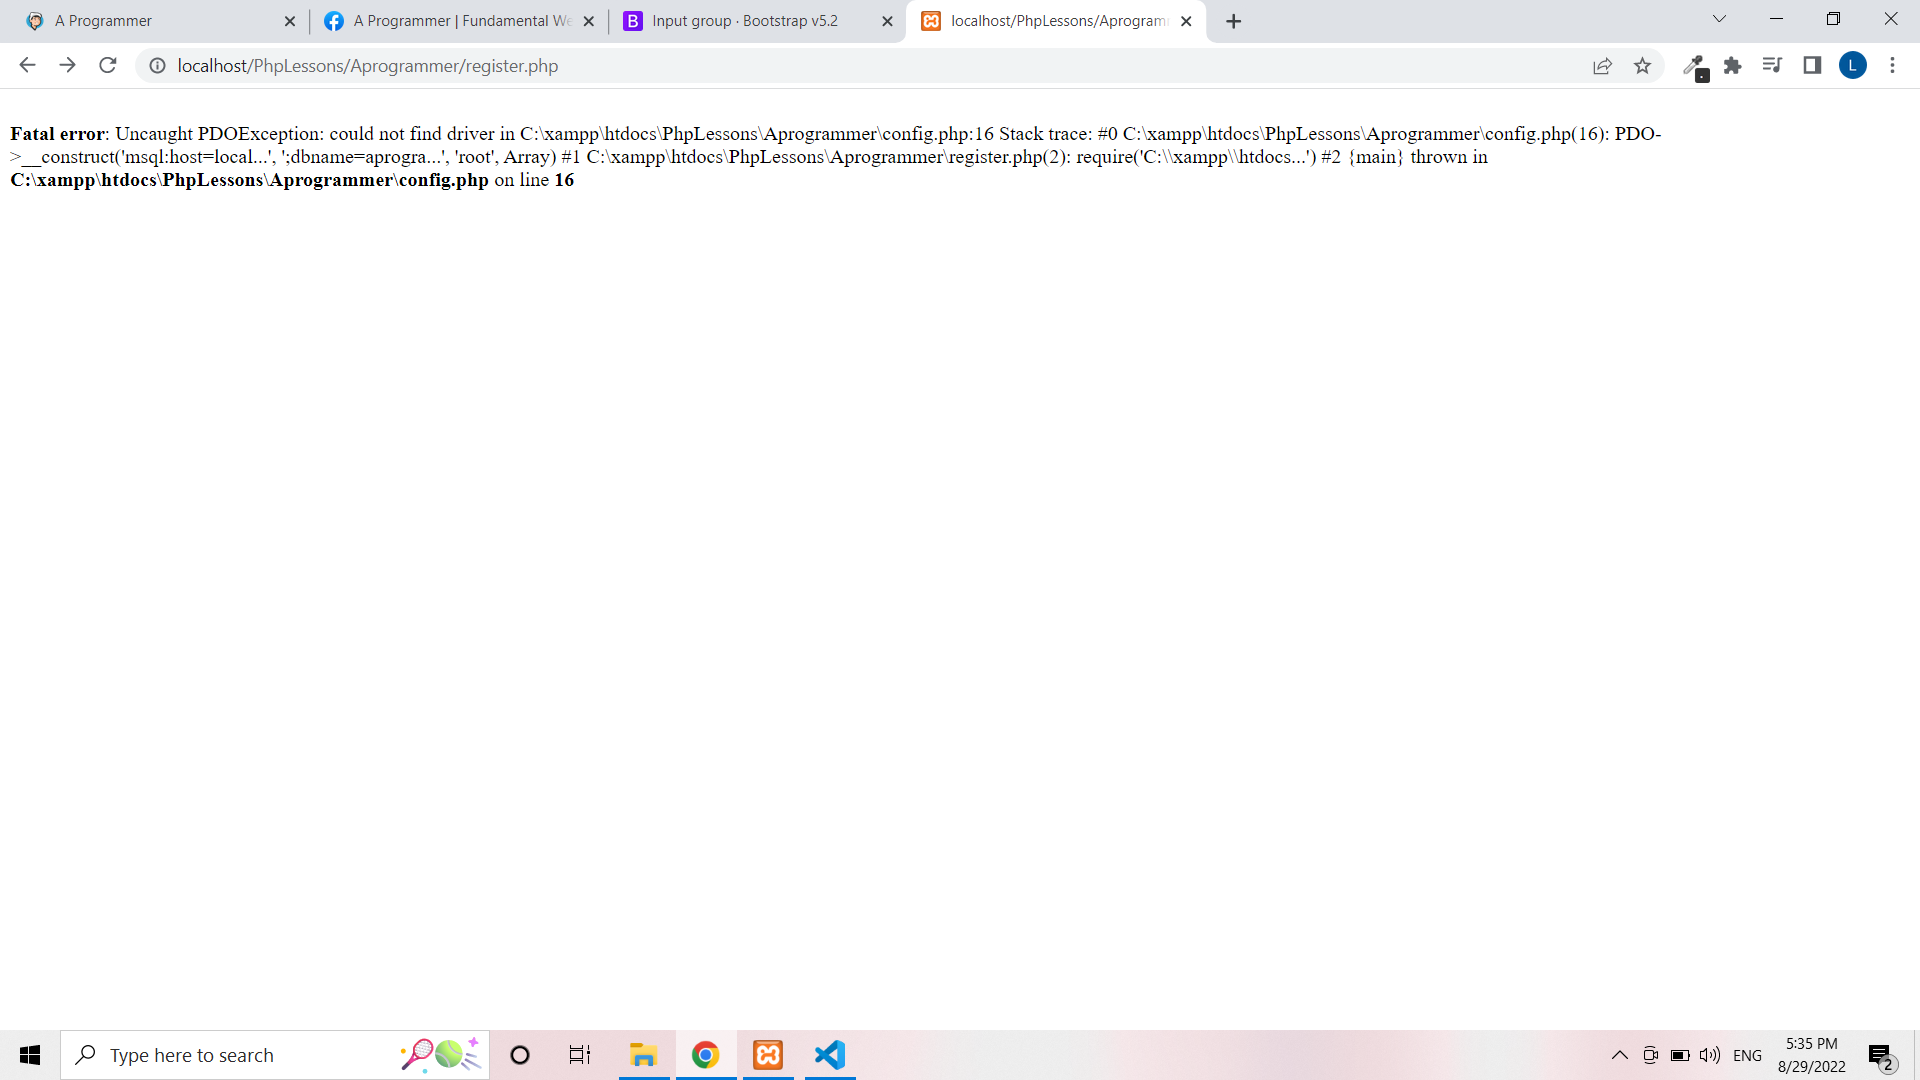 A Programmer
A Programmer | Fundamental We
Input group · Bootstrap v5.2
localhost/PhpLessons/Aprogramm
localhost/PhpLessons/Aprogrammer/register.php
L
Fatal error: Uncaught PDOException: could not find driver in C:\xampp\htdocs\PhpLessons\Aprogrammer\config.php:16 Stack trace: #0 C:\xampp\htdocs\PhpLessons\Aprogrammer\config.php(16): PDO-
>__construct('msql:host=local...', ';dbname=aprogra...', 'root', Array) #1 C:\xampp\htdocs\PhpLessons\Aprogrammer\register.php(2): require('C:\\xampp\\htdocs...') #2 {main} thrown in
C:\xampp\htdocs\PhpLessons\Aprogrammer\config.php on line 16
Type here to search
ENG
5:35 PM
8/29/2022
2